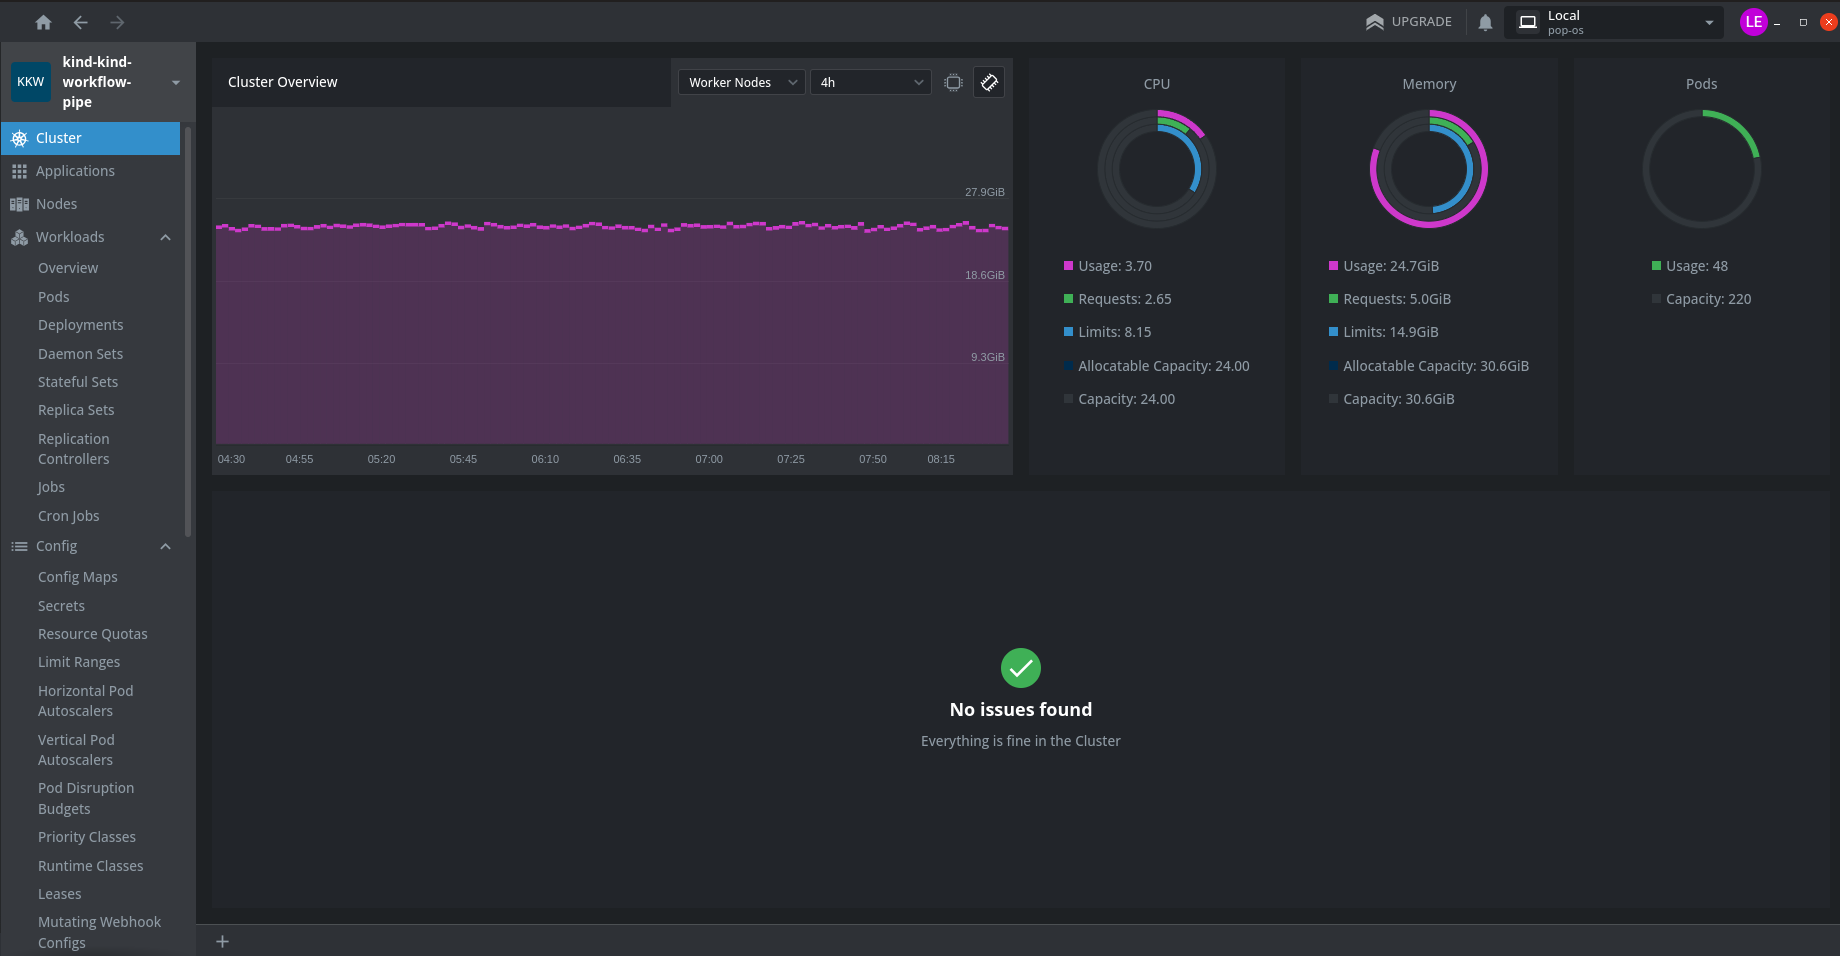 UPGRADE
Local
pop-os
LE
KKW
kind-kind-
workflow-
pipe
Cluster
Applications
Nodes
Workloads
Overview
Pods
Deployments
Daemon Sets
Stateful Sets
Replica Sets
Replication
Controllers
Jobs
Cron Jobs
Config
Config Maps
Secrets
Resource Quotas
Limit Ranges
Horizontal Pod
Autoscalers
Vertical Pod
Autoscalers
Pod Disruption
Budgets
Priority Classes
Runtime Classes
Leases
Mutating Webhook
Configs
Cluster Overview
Worker Nodes
4h
27.9GiB
18.6GiB
9.3GiB
04:30 04:55 05:20 05:45 06:10 06:35 07:00 07:25 07:50 08:15
CPU
Usage: 3.70
Requests: 2.65
Limits: 8.15
Allocatable Capacity: 24.00
Capacity: 24.00
Memory
Usage: 24.7GiB
Requests: 5.0GiB
Limits: 14.9GiB
Allocatable Capacity: 30.6GiB
Capacity: 30.6GiB
Pods
Usage: 48
Capacity: 220
No issues found
Everything is fine in the Cluster